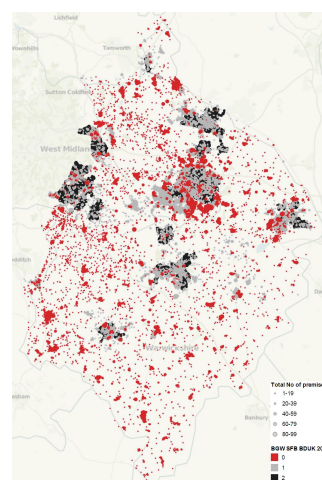 Lichfield
Tamworth
Sutton Coldfi
West Midlan
Warwickshire
Banbury
Total No of premise
1-19
20-39
40-59
60-79
80-99
BGW SFB BDUK 20
0
1
2